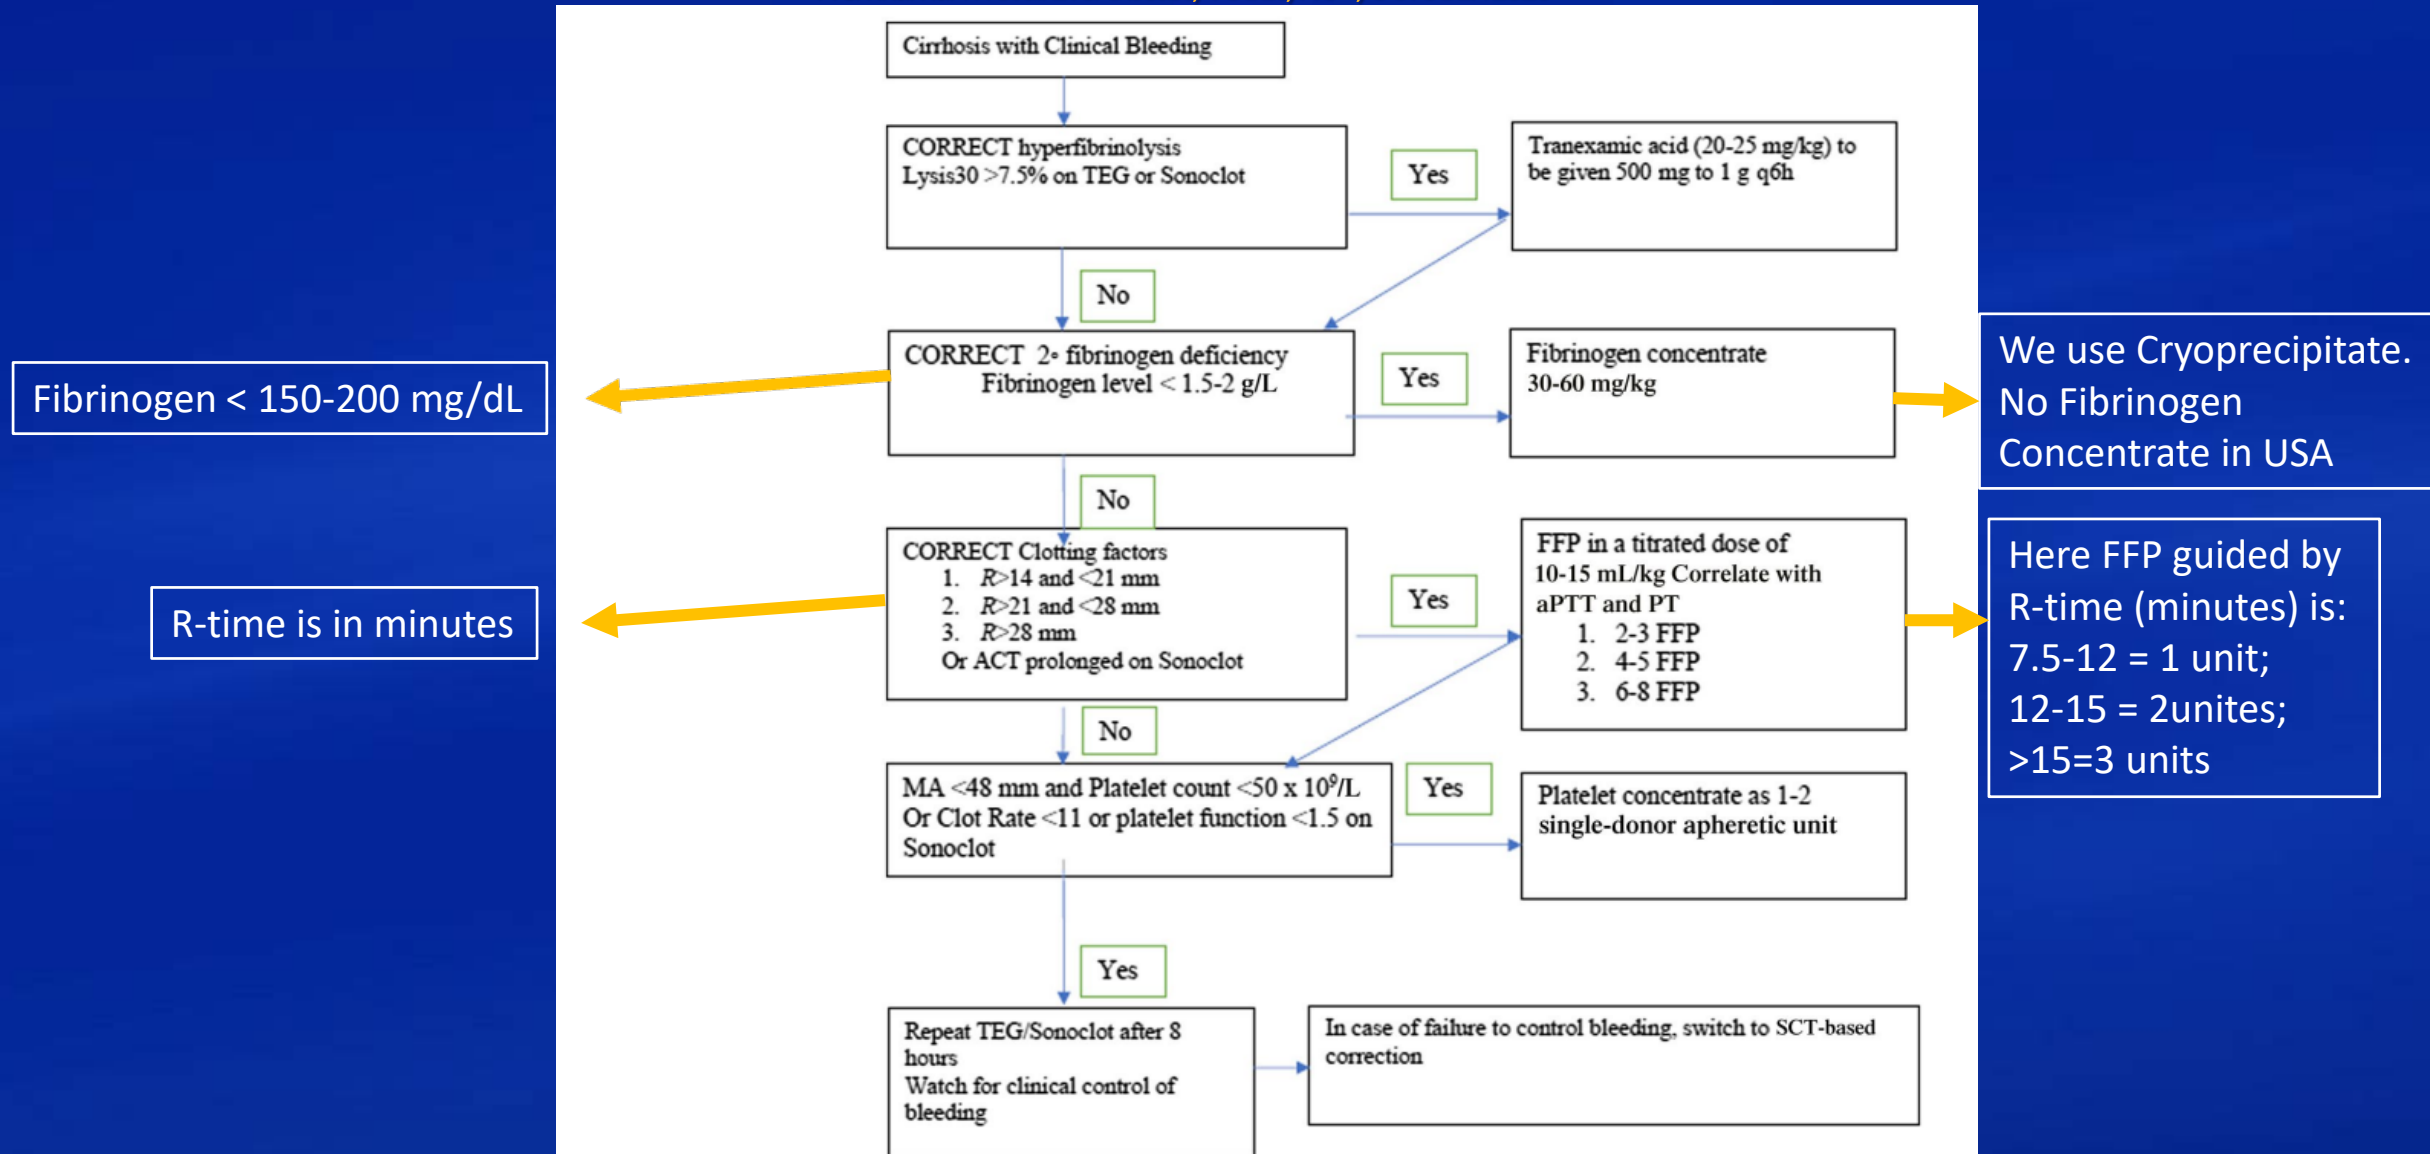 Cirrhosis with Clinical Bleeding
CORRECT hyperfibrinolysis
Lysis30 >7.5% on TEG or Sonoclot
Yes
Tranexamic acid (20-25 mg/kg) to
be given 500 mg to 1 g q6h
No
Fibrinogen < 150-200 mg/dL
CORRECT 2∘ fibrinogen deficiency
Fibrinogen level < 1.5-2 g/L
Yes
Fibrinogen concentrate
30-60 mg/kg
We use Cryoprecipitate.
No Fibrinogen
Concentrate in USA
No
R-time is in minutes
CORRECT Clotting factors
1. R>14 and <21 mm
2. R>21 and <28 mm
3. R>28 mm
Or ACT prolonged on Sonoclot
Yes
FFP in a titrated dose of
10-15 mL/kg Correlate with
aPTT and PT
1. 2-3 FFP
2. 4-5 FFP
3. 6-8 FFP
Here FFP guided by
R-time (minutes) is:
7.5-12 = 1 unit;
12-15 = 2unites;
>15=3 units
No
MA <48 mm and Platelet count <50 x 10⁹/L
Or Clot Rate <11 or platelet function <1.5 on
Sonoclot
Yes
Platelet concentrate as 1-2
single-donor apheretic unit
Yes
Repeat TEG/Sonoclot after 8
hours
Watch for clinical control of
bleeding
In case of failure to control bleeding, switch to SCT-based
correction